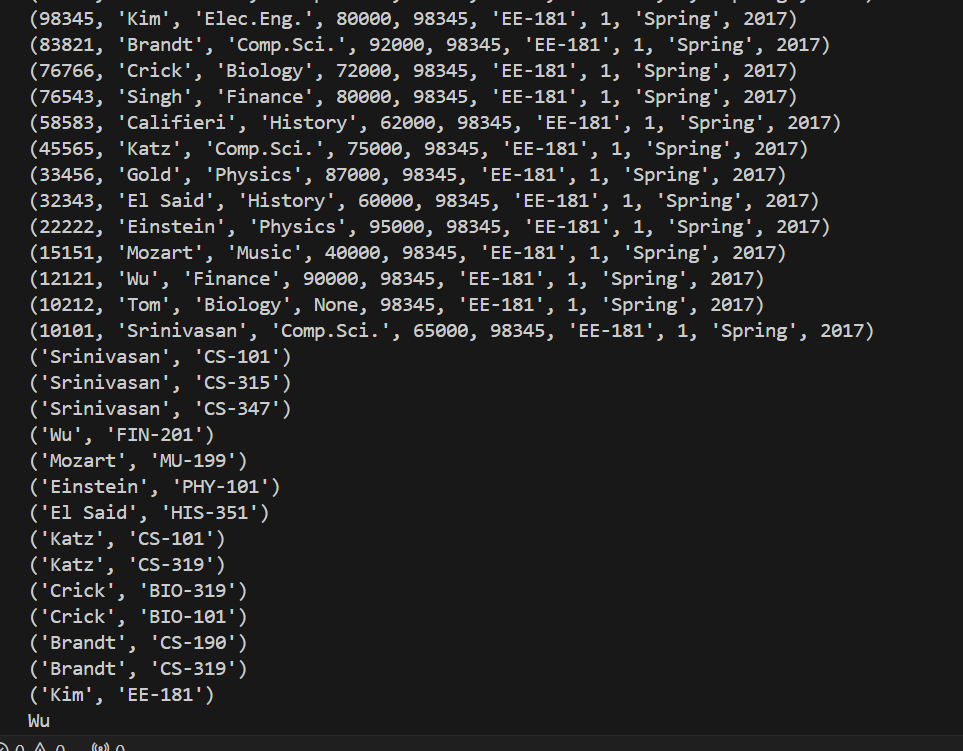 (98345, 'Kim', 'Elec.Eng.', 80000, 98345, 'EE-181', 1, 'Spring', 2017)
(83821, 'Brandt', 'Comp.Sci.', 92000, 98345, 'EE-181', 1, 'Spring', 2017)
(76766, 'Crick', 'Biology', 72000, 98345, 'EE-181', 1, 'Spring', 2017)
(76543, 'Singh', 'Finance', 80000, 98345, 'EE-181', 1, 'Spring', 2017)
(58583, 'Califieri', 'History', 62000, 98345, 'EE-181', 1, 'Spring', 2017)
(45565, 'Katz', 'Comp.Sci.', 75000, 98345, 'EE-181', 1, 'Spring', 2017)
(33456, 'Gold', 'Physics', 87000, 98345, 'EE-181', 1, 'Spring', 2017)
(32343, 'El Said', 'History', 60000, 98345, 'EE-181', 1, 'Spring', 2017)
(22222, 'Einstein', 'Physics', 95000, 98345, 'EE-181', 1, 'Spring', 2017)
(15151, 'Mozart', 'Music', 40000, 98345, 'EE-181', 1, 'Spring', 2017)
(12121, 'Wu', 'Finance', 90000, 98345, 'EE-181', 1, 'Spring', 2017)
(10212, 'Tom', 'Biology', None, 98345, 'EE-181', 1, 'Spring', 2017)
(10101, 'Srinivasan', 'Comp.Sci.', 65000, 98345, 'EE-181', 1, 'Spring', 2017)
('Srinivasan', 'CS-101')
('Srinivasan', 'CS-315')
('Srinivasan', 'CS-347')
('Wu', 'FIN-201')
('Mozart', 'MU-199')
('Einstein', 'PHY-101')
('El Said', 'HIS-351')
('Katz', 'CS-101')
('Katz', 'CS-319')
('Crick', 'BIO-319')
('Crick', 'BIO-101')
('Brandt', 'CS-190')
('Brandt', 'CS-319')
('Kim', 'EE-181')
Wu